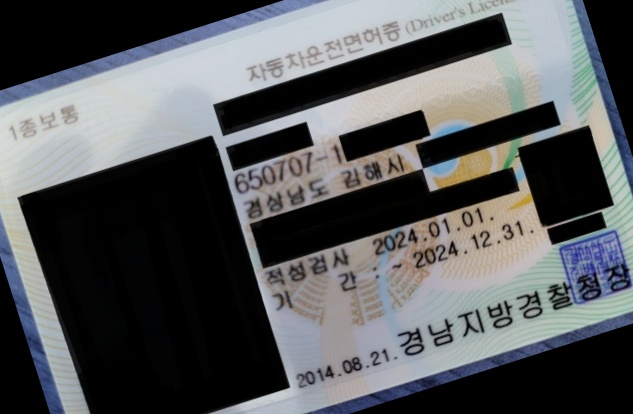 자동차운전면허증 (Driver's License
1종보통
650707-1
경상남도 김해시
적성검사 2024.01.01.
기 간 : ~ 2024.12.31.
2014.08.21. 경남지방경찰청장